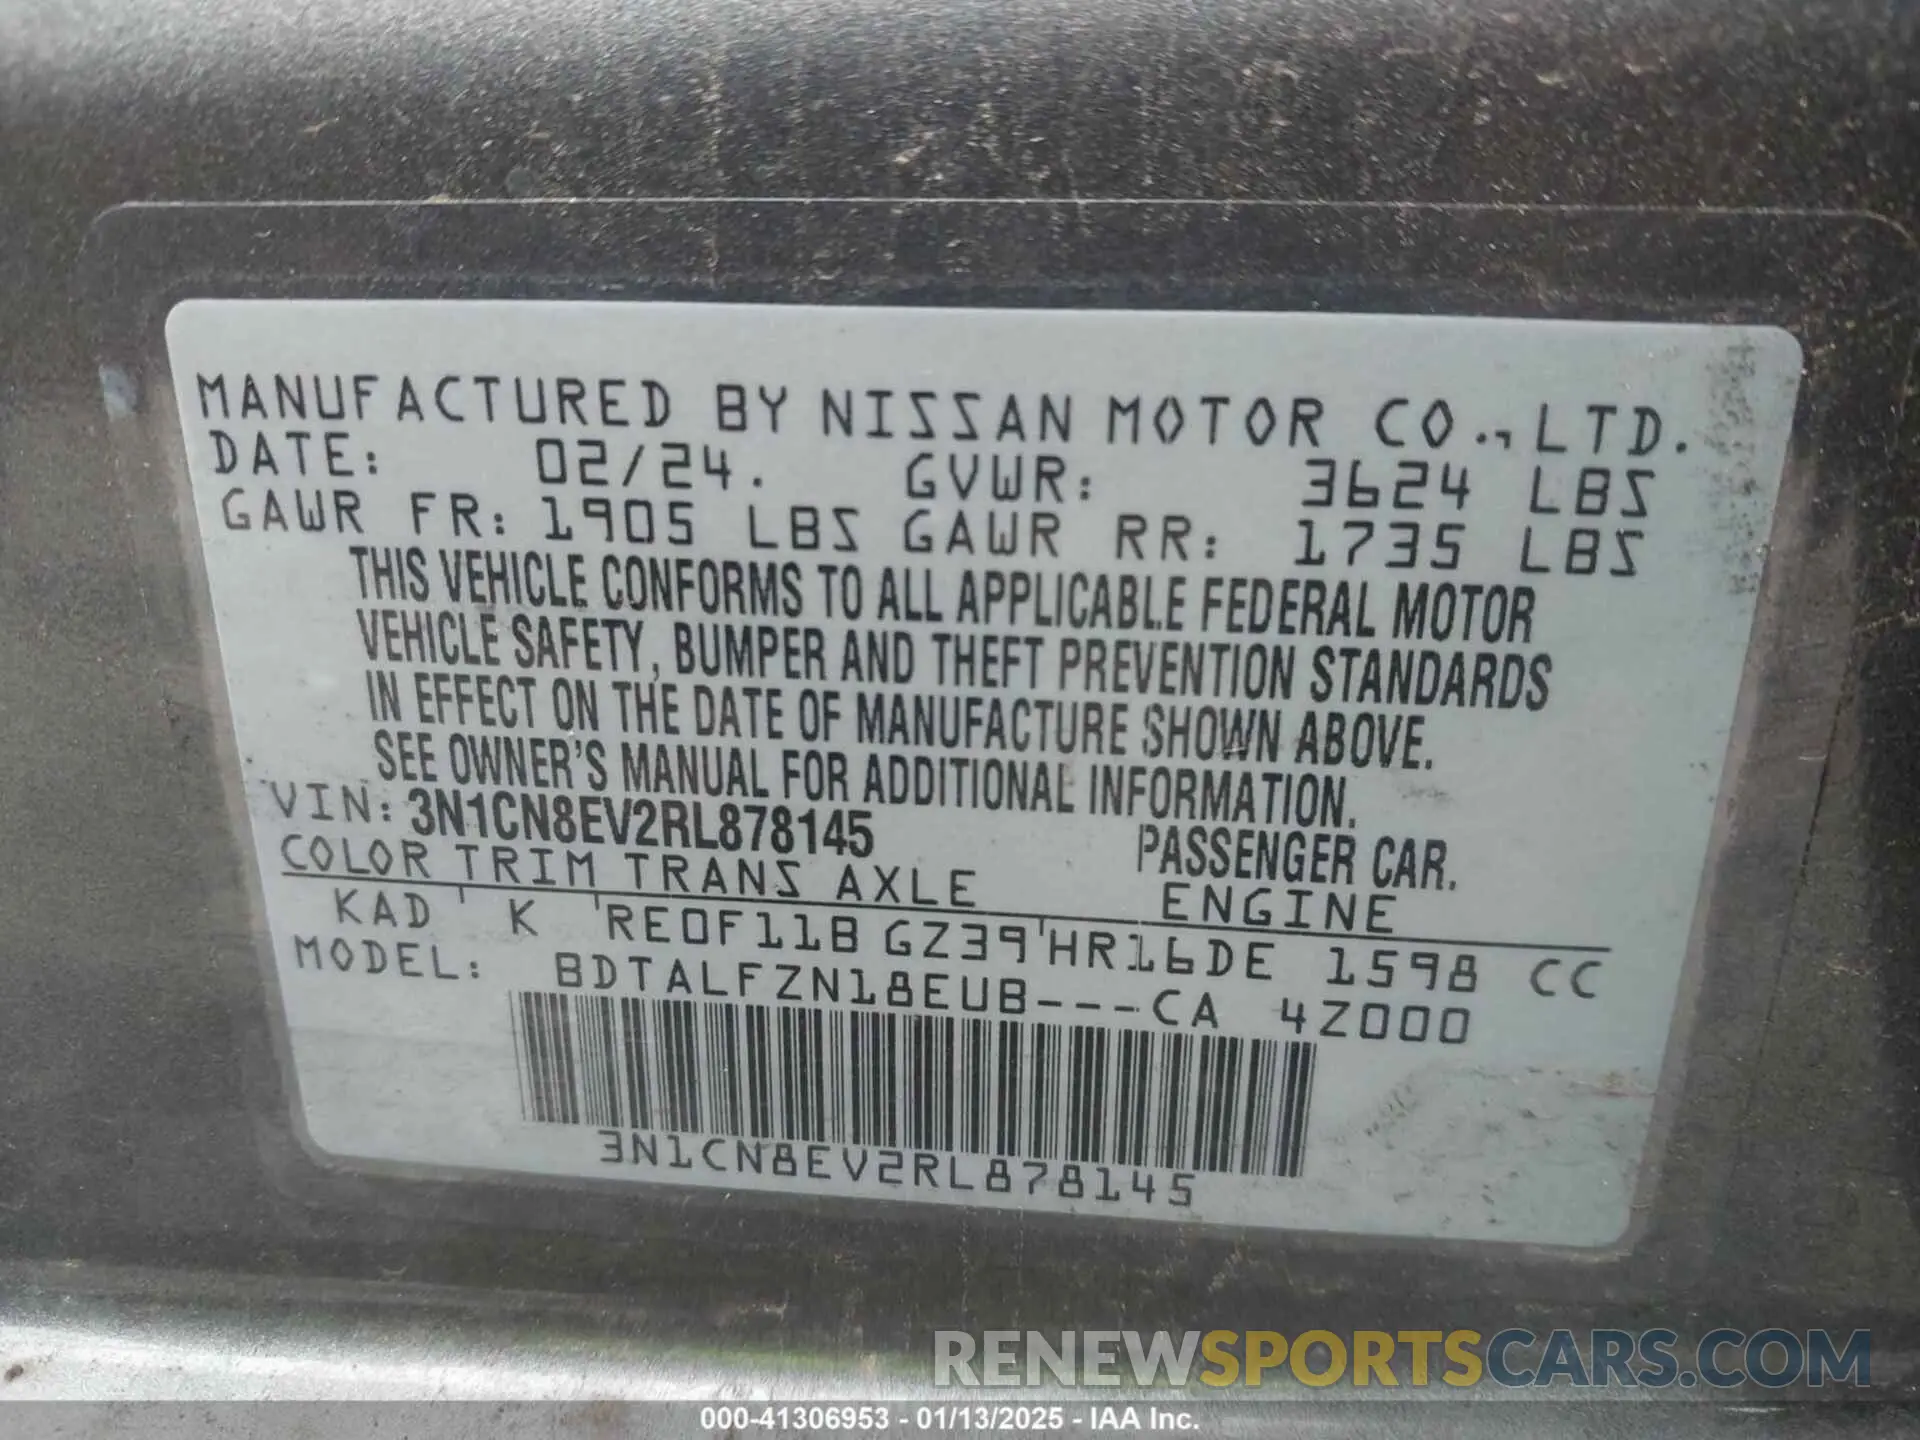 MANUFACTURED BY NISSAN MOTOR CO.,LTD.
DATE: 02/24. GVWR: 3624 LBS
GAWR FR: 1905 LBS GAWR RR: 1735 LBS
THIS VEHICLE CONFORMS TO ALL APPLICABLE FEDERAL MOTOR
VEHICLE SAFETY, BUMPER AND THEFT PREVENTION STANDARDS
IN EFFECT ON THE DATE OF MANUFACTURE SHOWN ABOVE.
SEE OWNER'S MANUAL FOR ADDITIONAL INFORMATION.
VIN: 3N1CN8EV2RL878145 PASSENGER CAR.
COLOR TRIM TRANS AXLE ENGINE
KAD ' K ' RE0F11B GZ39 ' HR16DE 1598 CC
MODEL: BDTALFZN18EUB---CA 4Z000
3N1CN8EV2RL878145
RENEWSPORTSCARS.COM
000-41306953 - 01/13/2025 - IAA Inc.